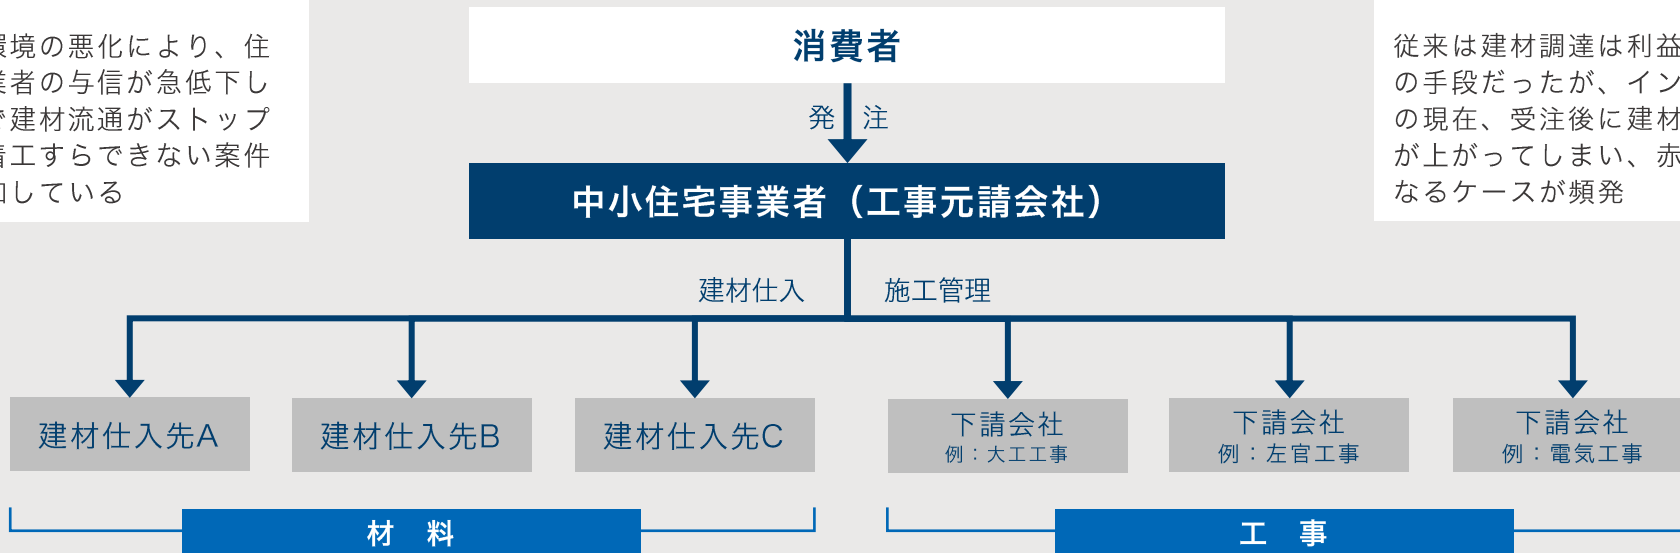 環境の悪化により、住
業者の与信が急低下し
で建材流通がストップ
着工すらできない案件
加している
消費者
発 注
従来は建材調達は利益
の手段だったが、イン
の現在、受注後に建材
が上がってしまい、赤
なるケースが頻発
中小住宅事業者（工事元請会社）
建材仕入 施工管理
建材仕入先A
建材仕入先B
建材仕入先C
下請会社
例：大工工事
下請会社
例：左官工事
下請会社
例：電気工事
材 料
工 事